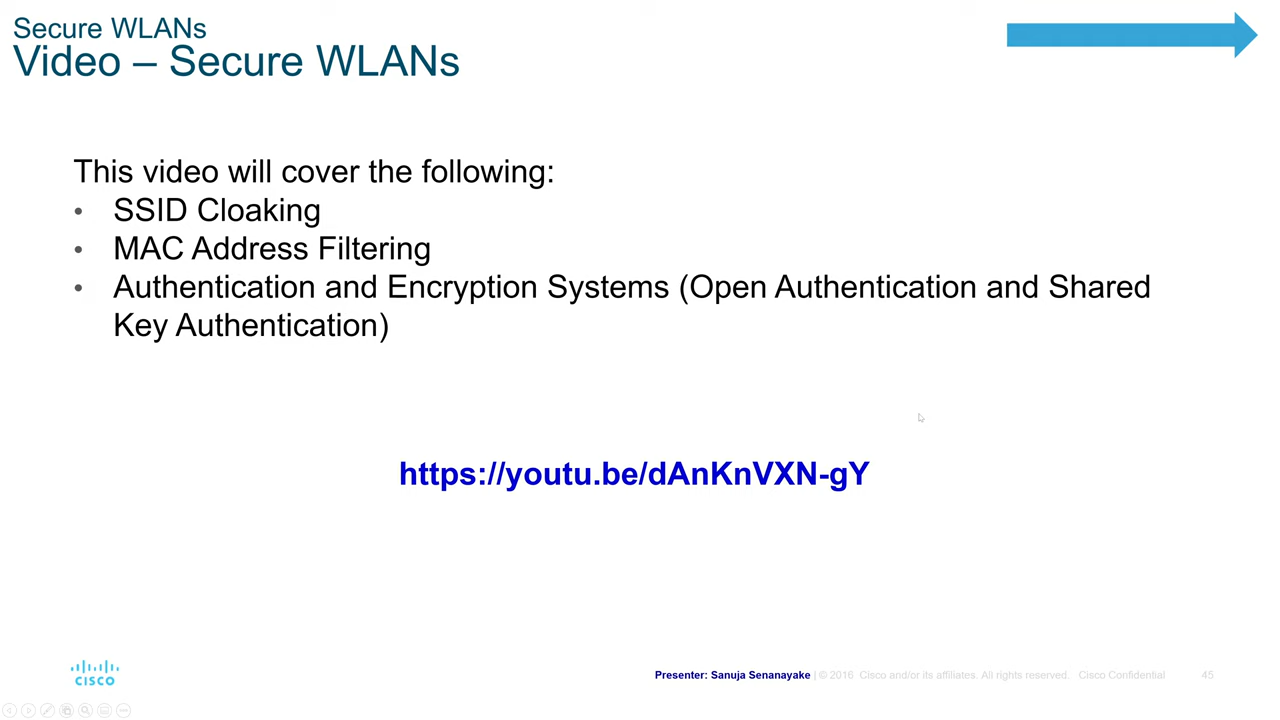 Secure WLANs
Video – Secure WLANs
This video will cover the following:
• SSID Cloaking
• MAC Address Filtering
• Authentication and Encryption Systems (Open Authentication and Shared
Key Authentication)
https://youtu.be/dAnKnVXN-gY
cisco
Presenter: Sanuja Senanayake | © 2016 Cisco and/or its affiliates. All rights reserved. Cisco Confidential 45